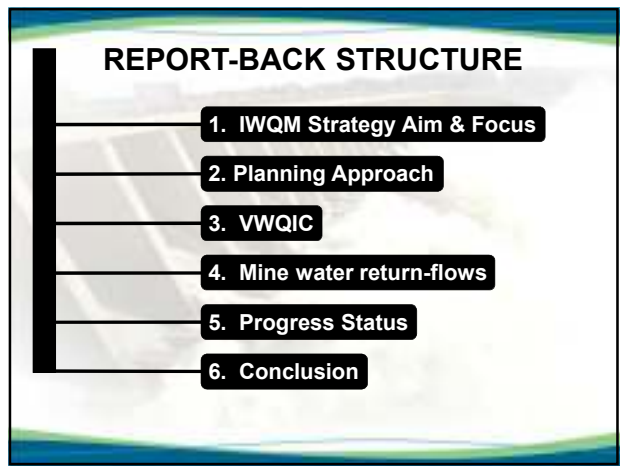 REPORT-BACK STRUCTURE
1. IWQM Strategy Aim & Focus
2. Planning Approach
3. VWQIC
4. Mine water return-flows
5. Progress Status
6. Conclusion